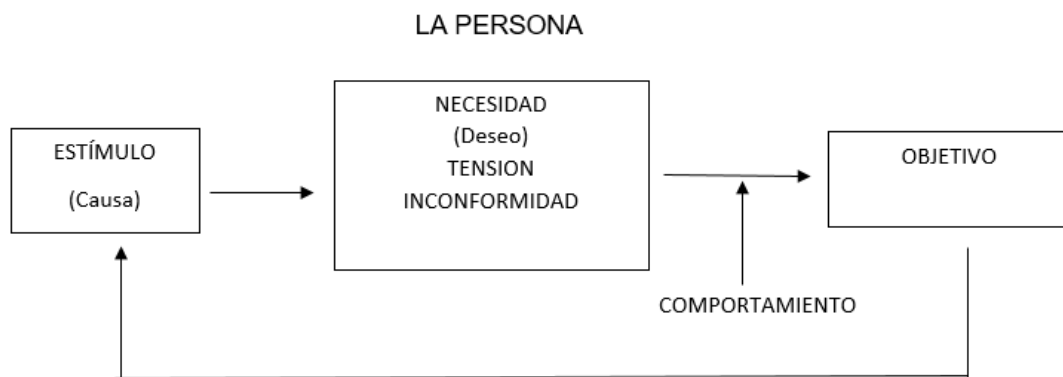 LA PERSONA
ESTÍMULO
(Causa)
NECESIDAD
(Deseo)
TENSION
INCONFORMIDAD
OBJETIVO
COMPORTAMIENTO